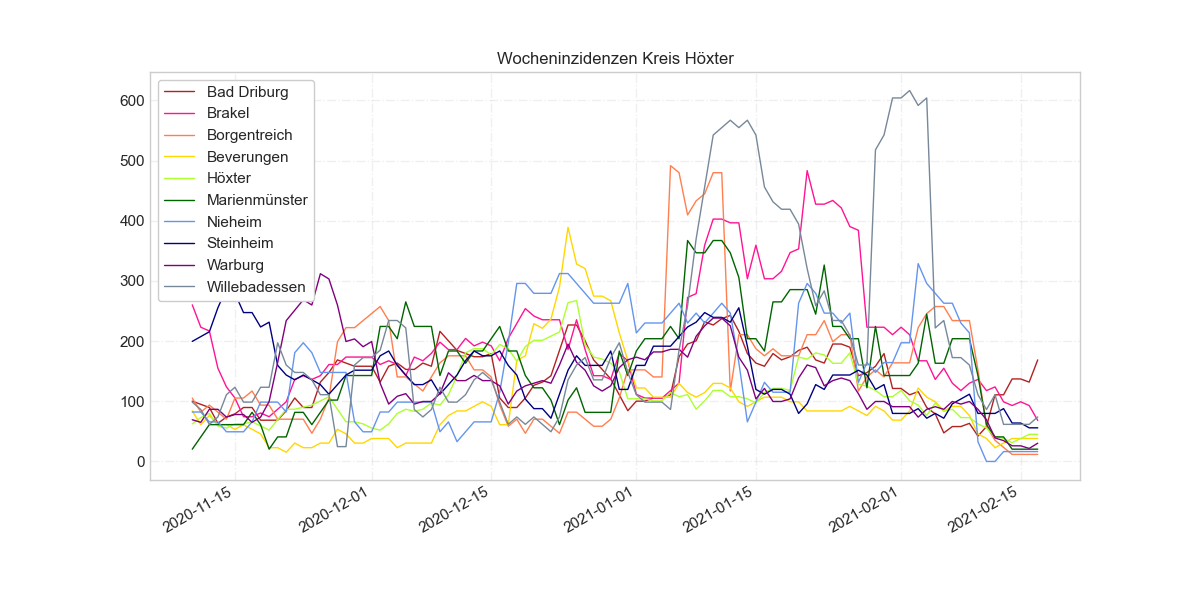 Wocheninzidenzen Kreis Höxter
Bad Driburg
Brakel
Borgentreich
Beverungen
Höxter
Marienmünster
Nieheim
Steinheim
Warburg
Willebadessen
600
500
400
300
200
100
0
2020-11-15
2020-12-01
2020-12-15
2021-01-01
2021-01-15
2021-02-01
2021-02-15